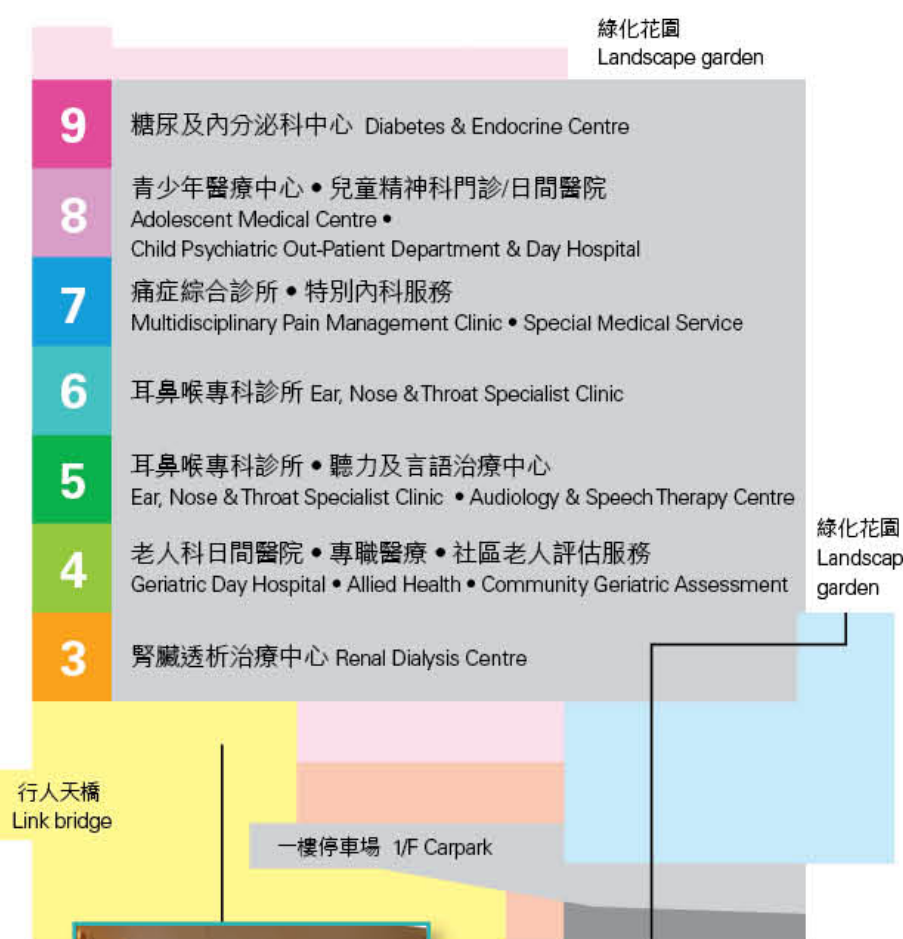 綠化花園
Landscape garden
9
糖尿及內分泌科中心 Diabetes & Endocrine Centre
8
青少年醫療中心 • 兒童精神科門診/日間醫院
Adolescent Medical Centre •
Child Psychiatric Out-Patient Department & Day Hospital
7
痛症綜合診所 • 特別內科服務
Multidisciplinary Pain Management Clinic • Special Medical Service
6
耳鼻喉專科診所 Ear, Nose & Throat Specialist Clinic
5
耳鼻喉專科診所 • 聽力及言語治療中心
Ear, Nose & Throat Specialist Clinic • Audiology & Speech Therapy Centre
4
老人科日間醫院 • 專職醫療 • 社區老人評估服務
Geriatric Day Hospital • Allied Health • Community Geriatric Assessment
綠化花園
Landscap
garden
3
腎臟透析治療中心 Renal Dialysis Centre
行人天橋
Link bridge
一樓停車場 1/F Carpark